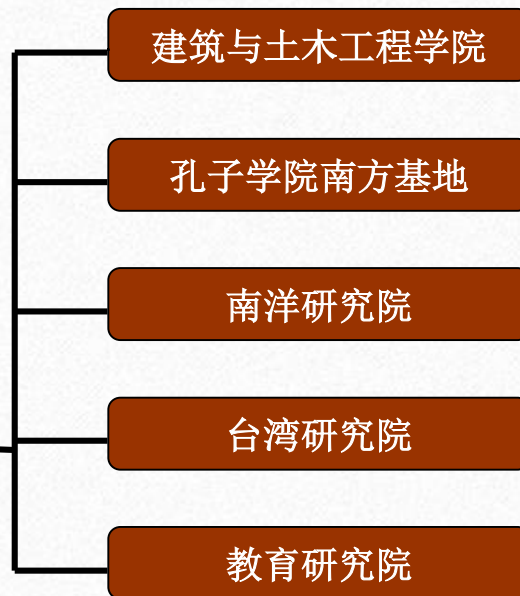 建筑与土木工程学院
孔子学院南方基地
南洋研究院
台湾研究院
教育研究院